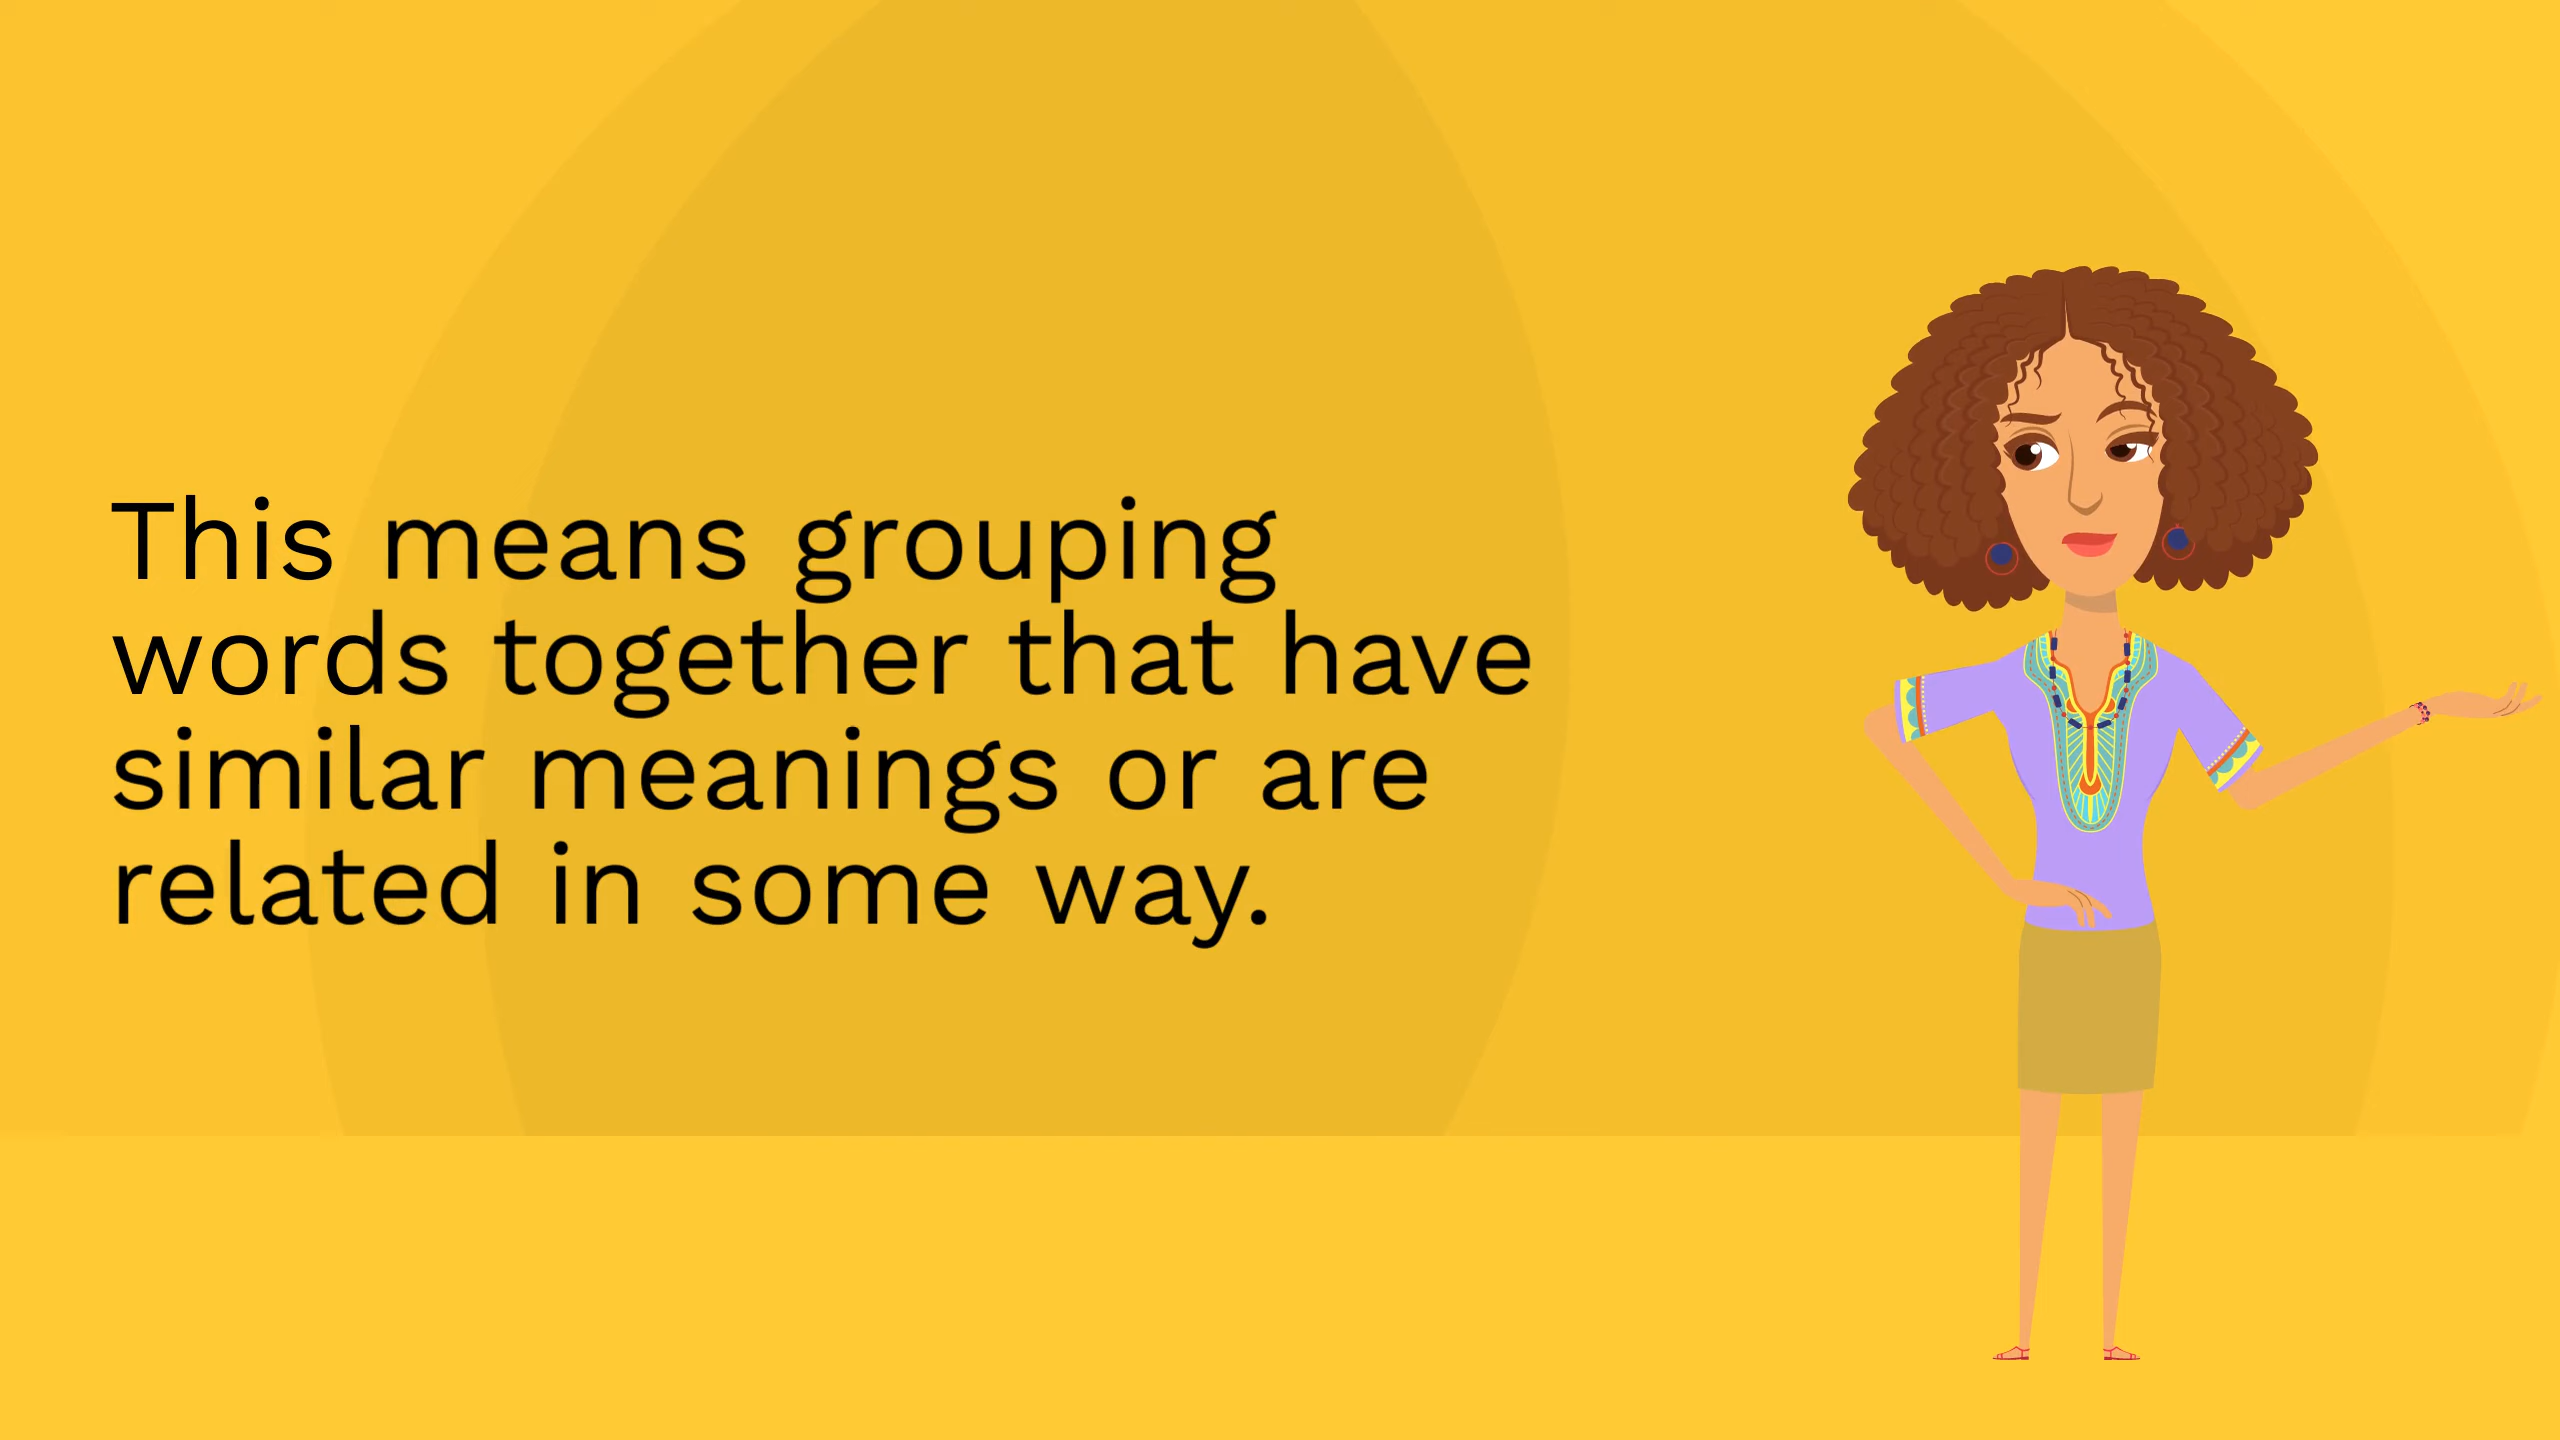 This means grouping
words together that have
similar meanings or are
related in some way.